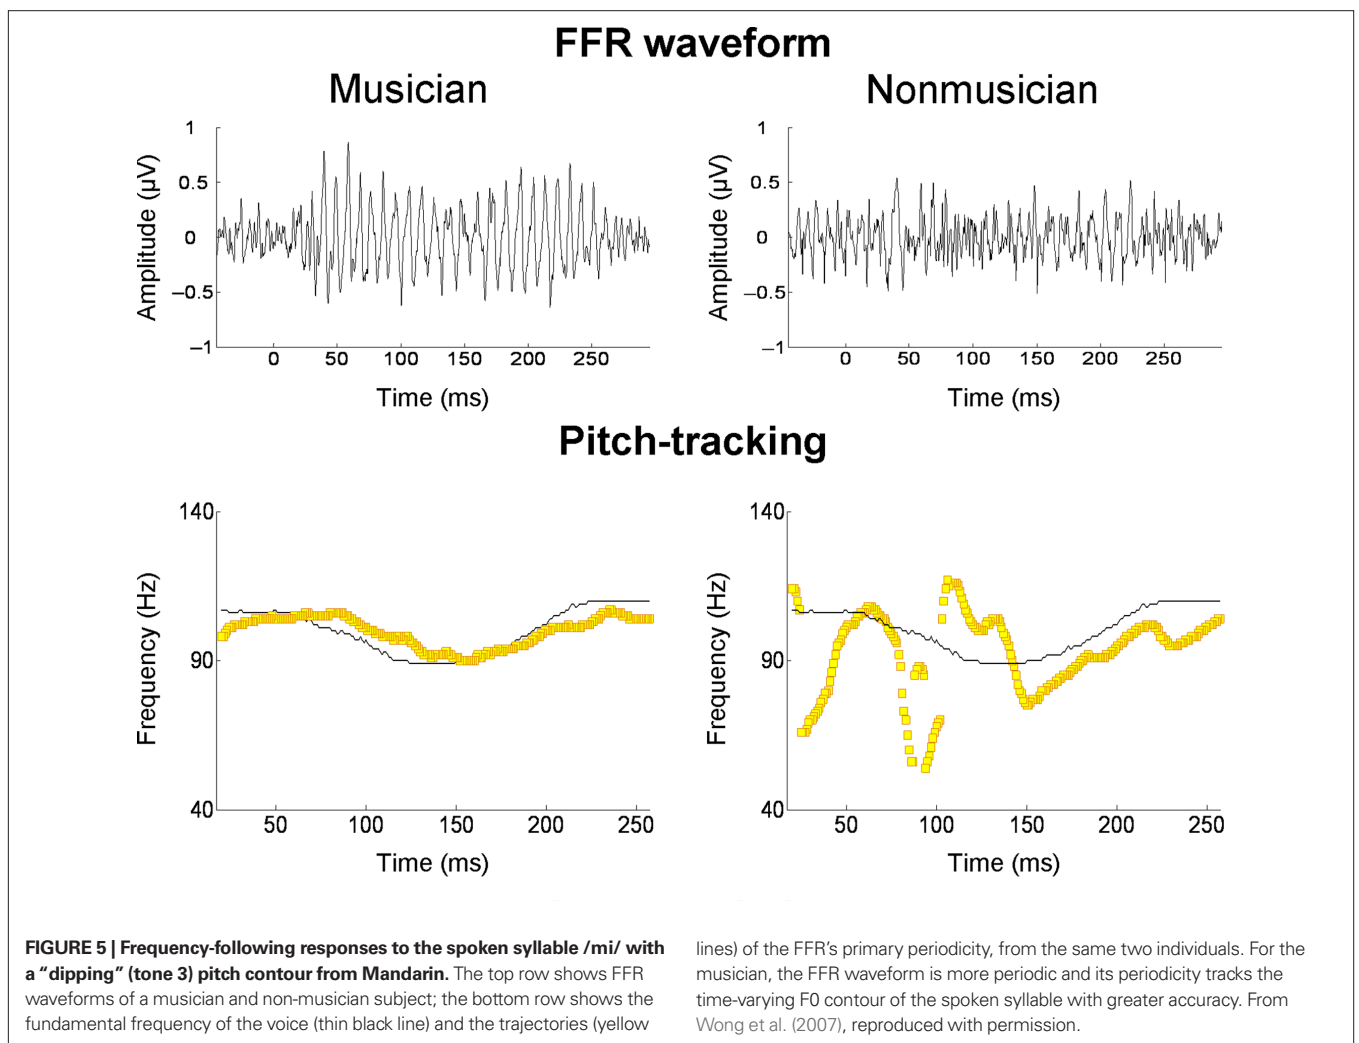 FFR waveform
Musician
Nonmusician
Amplitude (µV)
1
0.5
0
–0.5
–1
0 50 100 150 200 250
Time (ms)
Amplitude (µV)
1
0.5
0
–0.5
–1
0 50 100 150 200 250
Time (ms)
Pitch-tracking
Frequency (Hz)
140
90
40
50 100 150 200 250
Time (ms)
Frequency (Hz)
140
90
40
50 100 150 200 250
Time (ms)
FIGURE 5 | Frequency-following responses to the spoken syllable /mi/ with
a “dipping” (tone 3) pitch contour from Mandarin. The top row shows FFR
waveforms of a musician and non-musician subject; the bottom row shows the
fundamental frequency of the voice (thin black line) and the trajectories (yellow
lines) of the FFR’s primary periodicity, from the same two individuals. For the
musician, the FFR waveform is more periodic and its periodicity tracks the
time-varying F0 contour of the spoken syllable with greater accuracy. From
Wong et al. (2007), reproduced with permission.